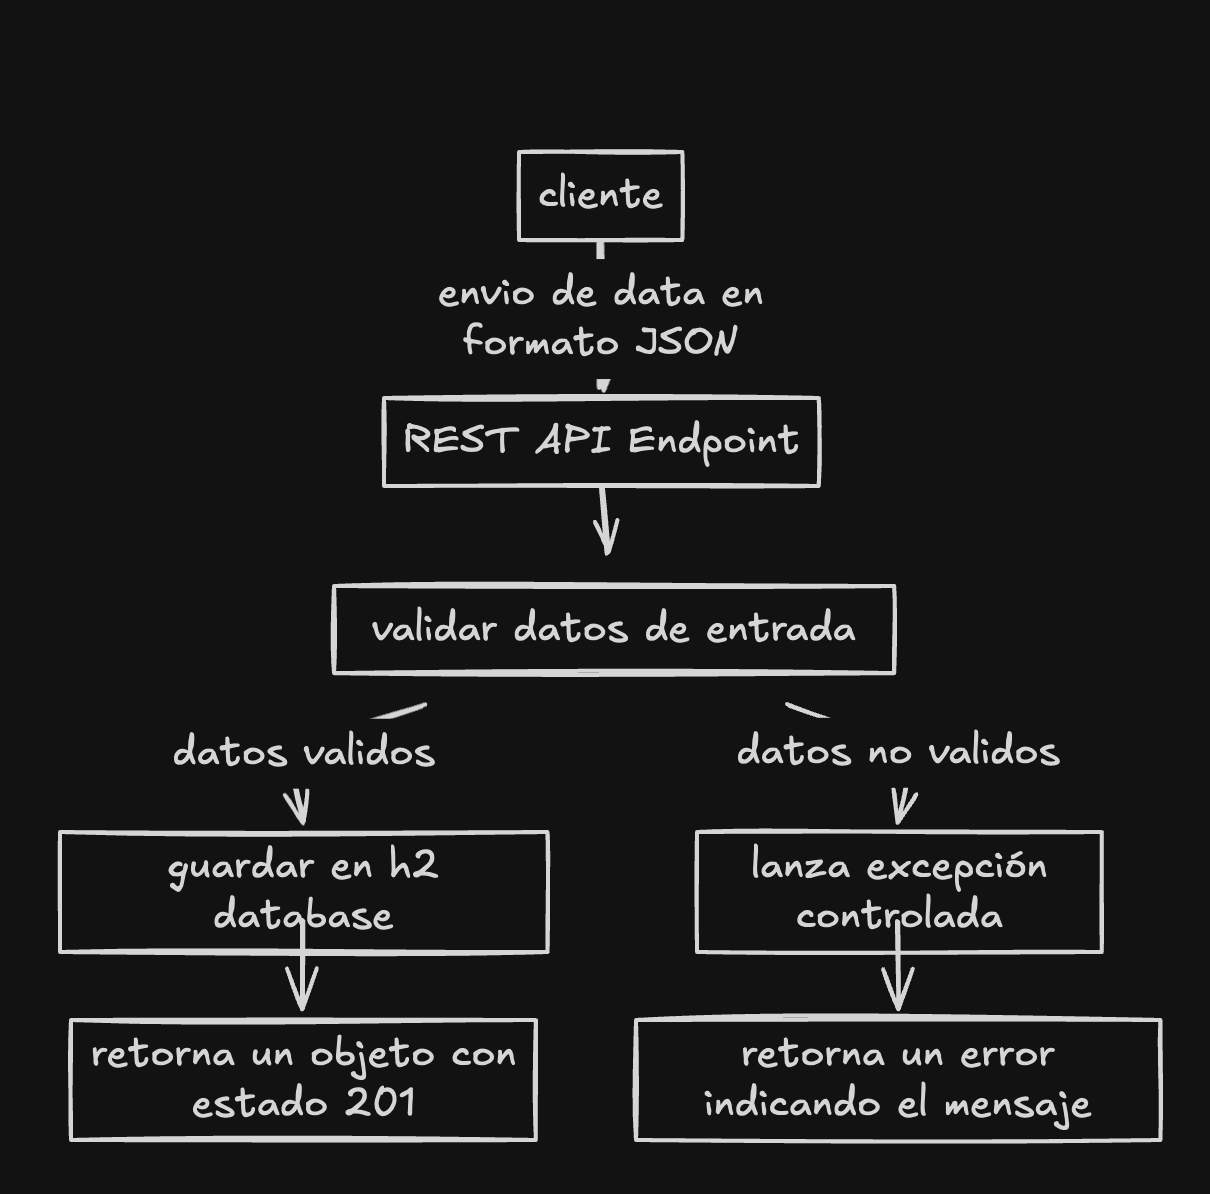 cliente
envio de data en
formato JSON
REST API Endpoint
validar datos de entrada
datos validos
datos no validos
guardar en h2
database
lanza excepción
controlada
retorna un objeto con
estado 201
retorna un error
indicando el mensaje